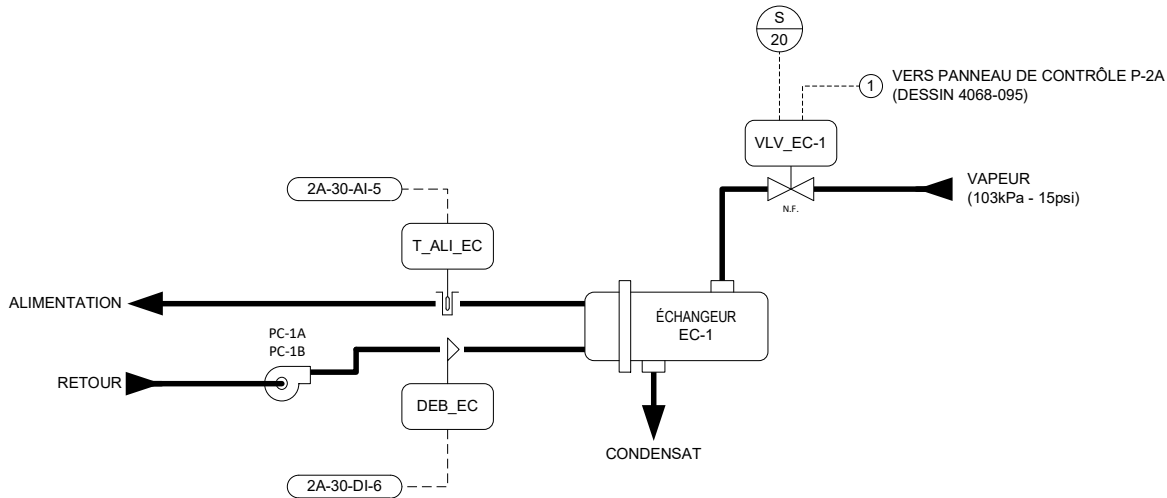 S
20
1
VERS PANNEAU DE CONTRÔLE P-2A
(DESSIN 4068-095)
VLV_EC-1
VAPEUR
(103kPa - 15psi)
N.F.
2A-30-AI-5
T_ALI_EC
ALIMENTATION
ÉCHANGEUR
EC-1
PC-1A
PC-1B
RETOUR
DEB_EC
CONDENSAT
2A-30-DI-6